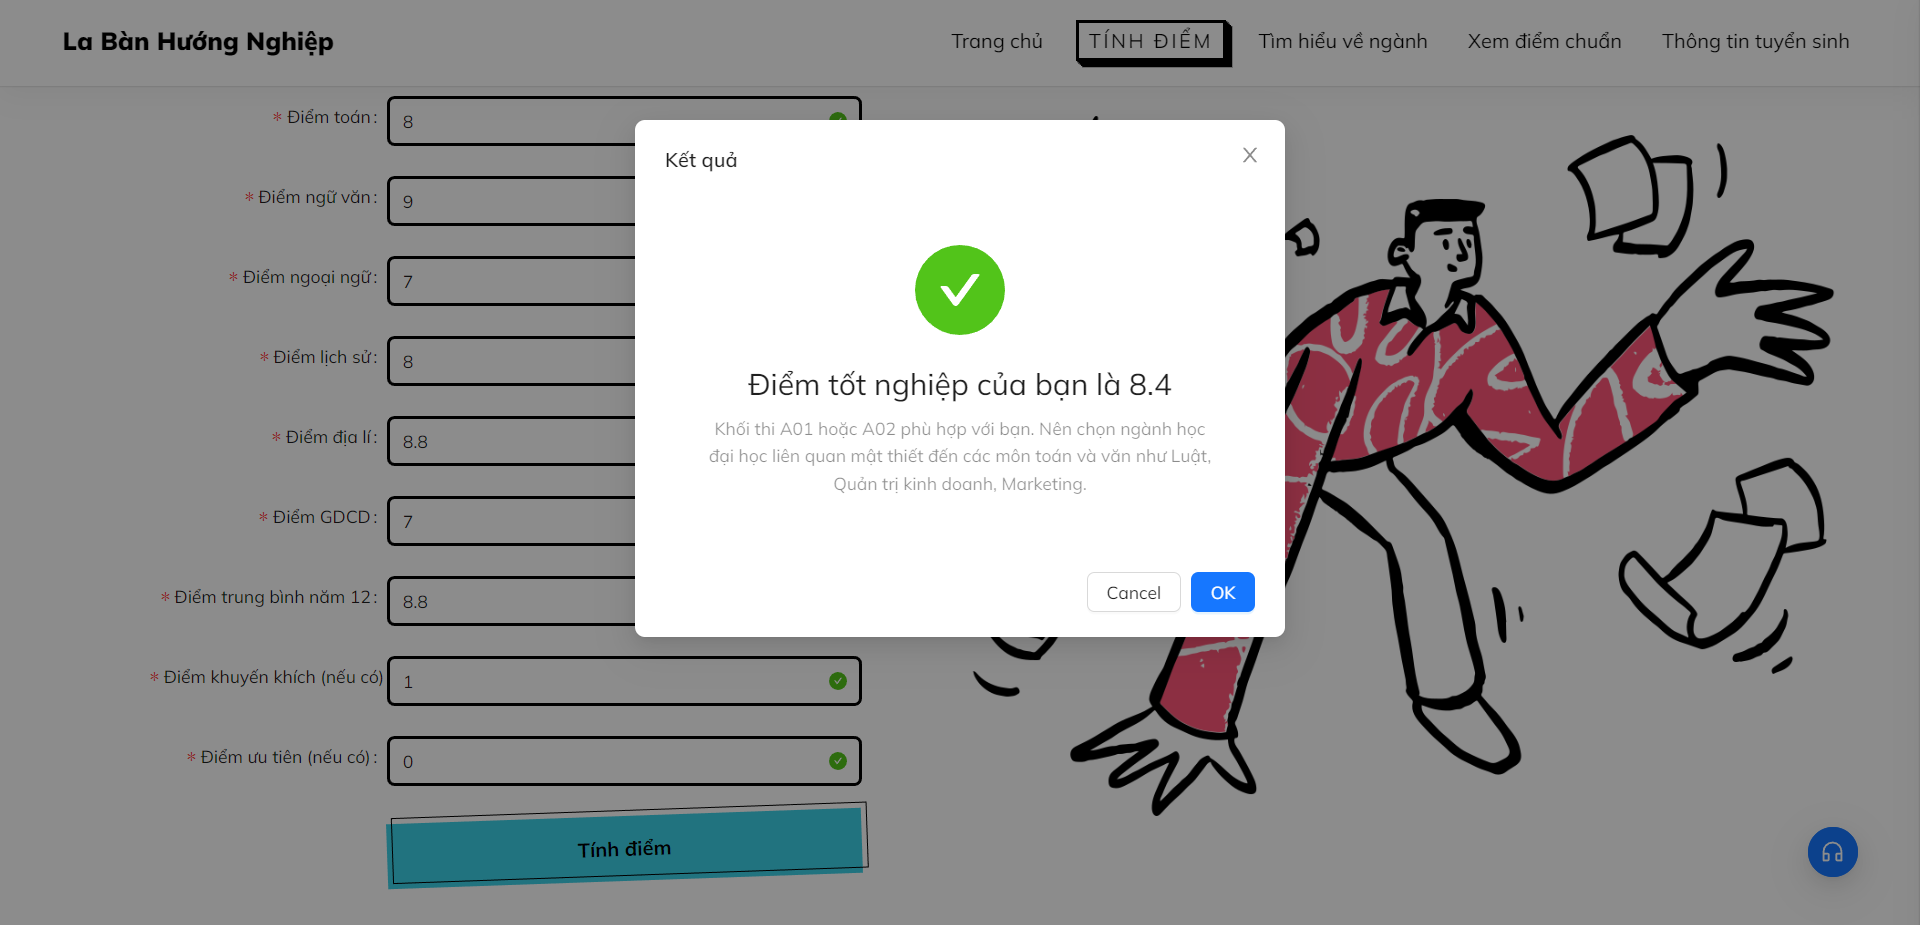 La Bàn Hướng Nghiệp
Trang chủ
TÍNH ĐIỂM
Tìm hiểu về ngành
Xem điểm chuẩn
Thông tin tuyển sinh
* Điểm toán:
8
* Điểm ngữ văn:
9
* Điểm ngoại ngữ:
7
* Điểm lịch sử:
8
* Điểm địa lí:
8.8
* Điểm GDCD:
7
* Điểm trung bình năm 12:
8.8
* Điểm khuyến khích (nếu có)
1
* Điểm ưu tiên (nếu có):
0
Tính điểm
Kết quả
Điểm tốt nghiệp của bạn là 8.4
Khối thi A01 hoặc A02 phù hợp với bạn. Nên chọn ngành học
đại học liên quan mật thiết đến các môn toán và văn như Luật,
Quản trị kinh doanh, Marketing.
Cancel
OK